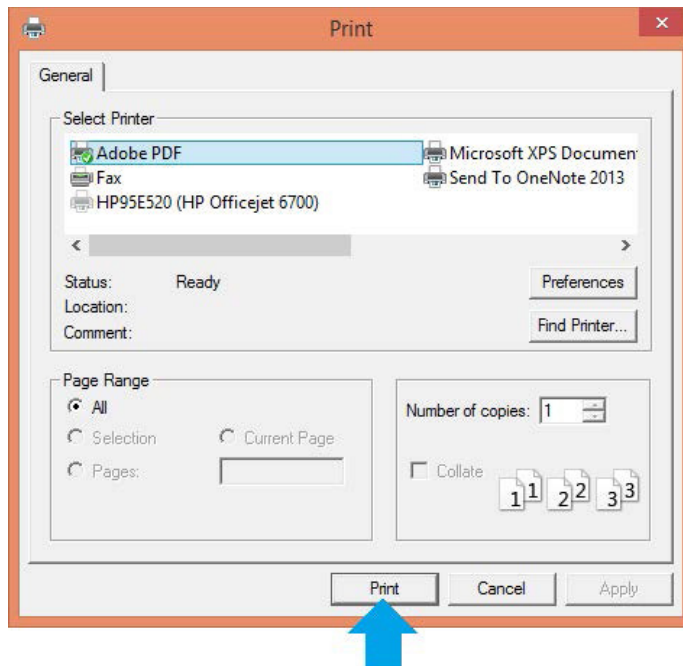 Print
General
Select Printer
Adobe PDF
Microsoft XPS Documen
Fax
Send To OneNote 2013
HP95E520 (HP Officejet 6700)
Status: Ready
Preferences
Location:
Comment:
Find Printer...
Page Range
All
Number of copies: 1
Selection
Current Page
Pages:
Collate
1 1 2 2 3 3
Print
Cancel
Apply